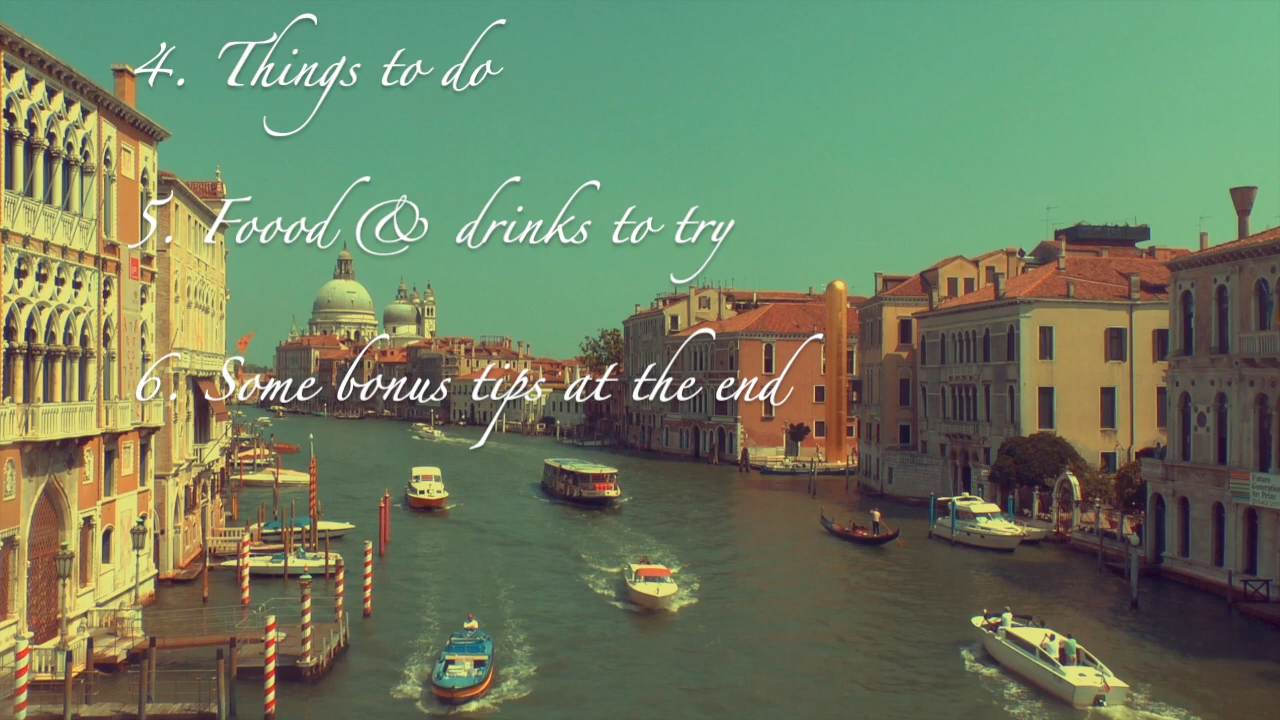 4. Things to do
5. Foood & drinks to try
6. Some bonus tips at the end